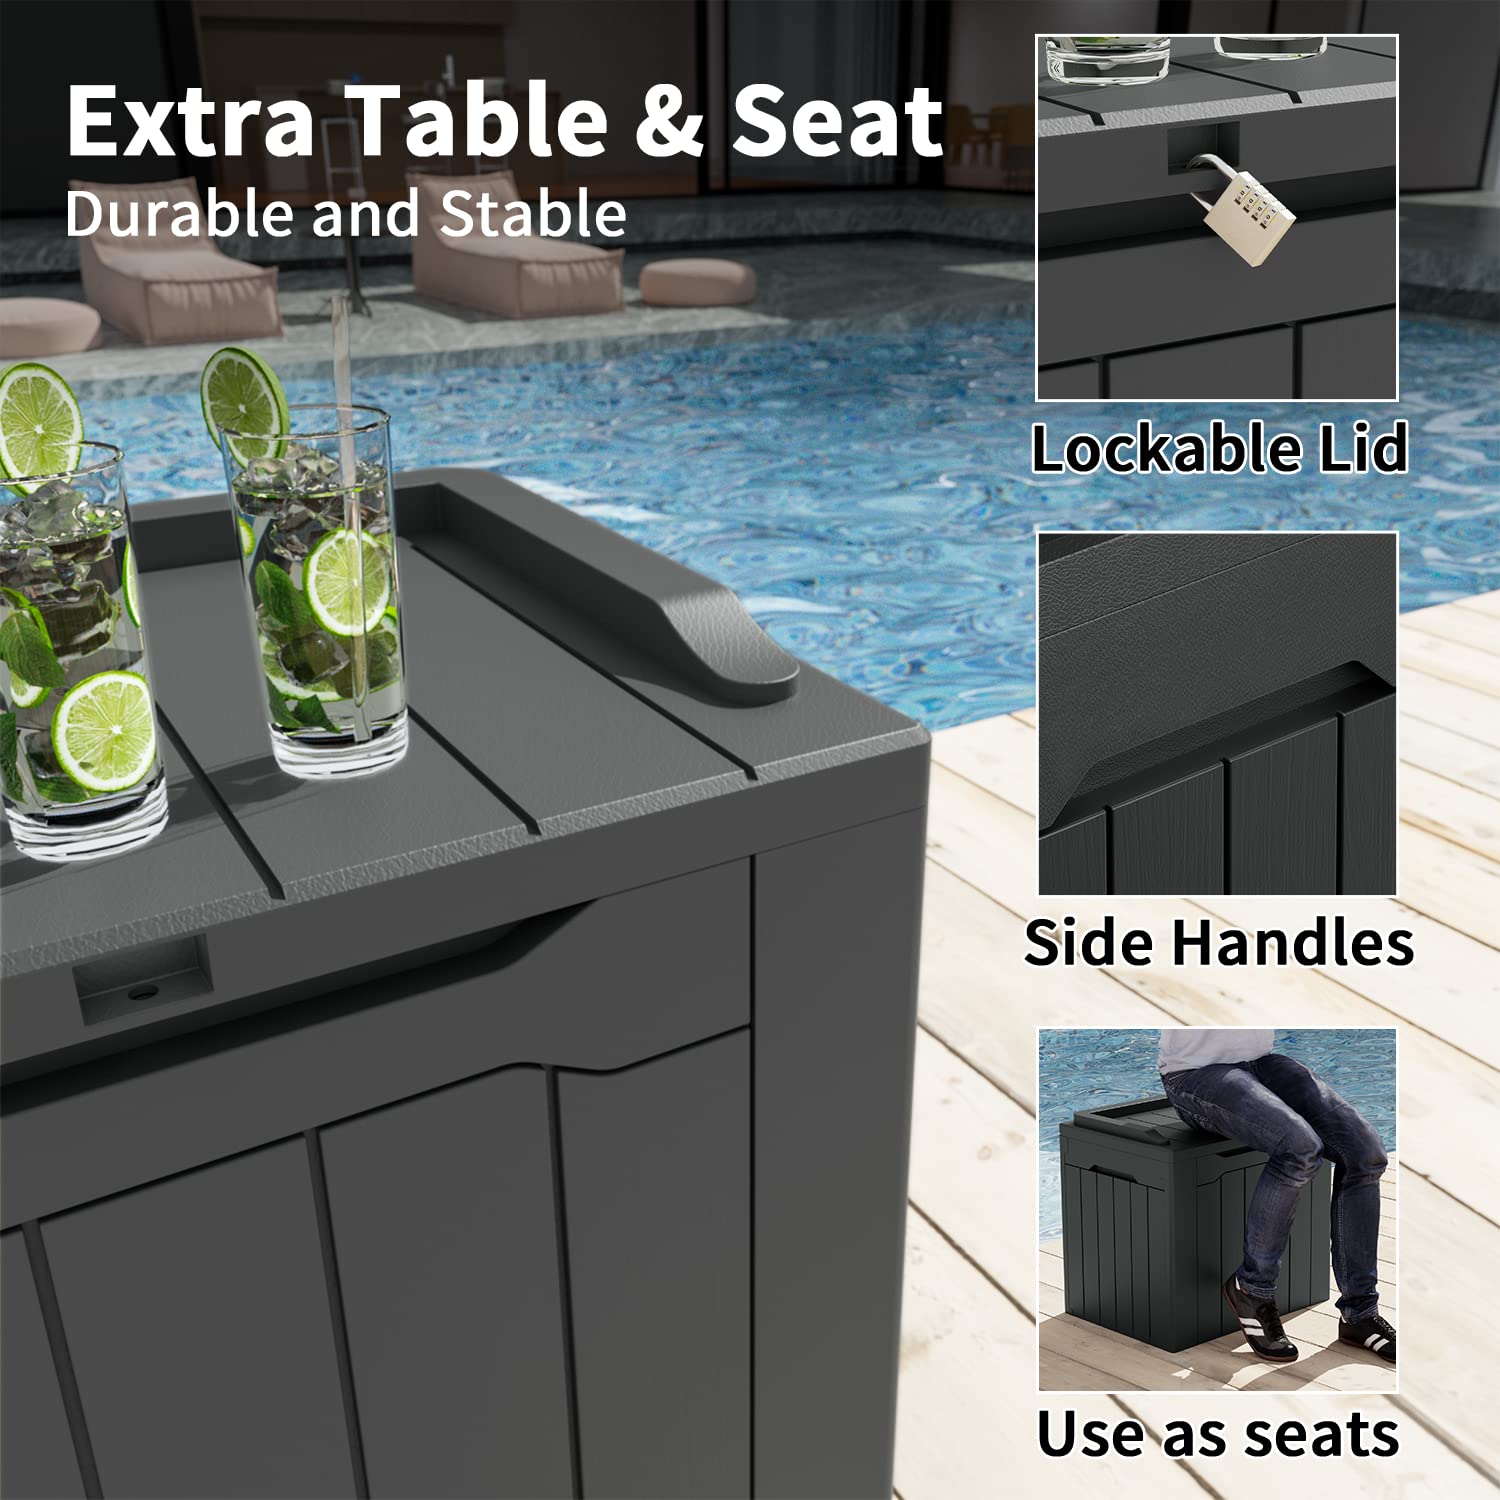 Extra Table & Seat
Durable and Stable
Lockable Lid
Side Handles
Use as seats